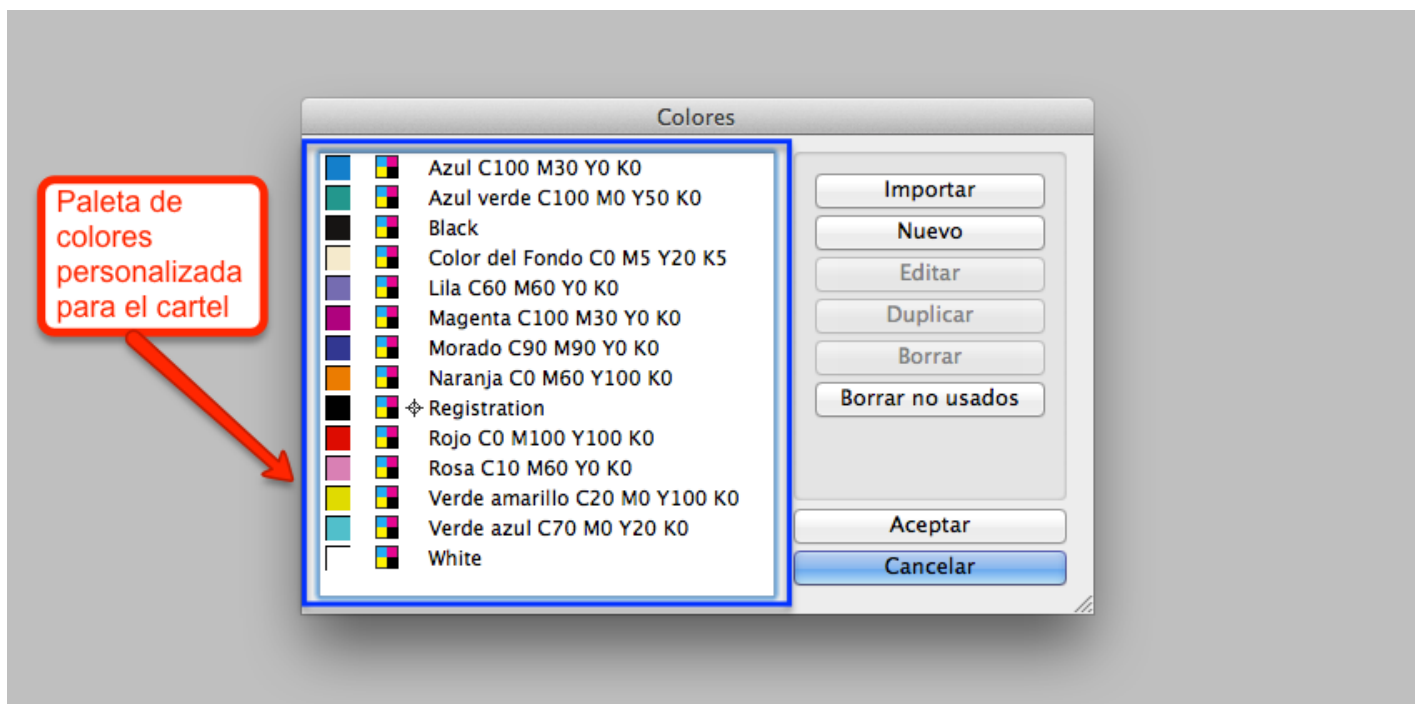 Colores
Paleta de
colores
personalizada
para el cartel
Azul C100 M30 Y0 K0
Azul verde C100 M0 Y50 K0
Black
Color del Fondo C0 M5 Y20 K5
Lila C60 M60 Y0 K0
Magenta C100 M30 Y0 K0
Morado C90 M90 Y0 K0
Naranja C0 M60 Y100 K0
Registration
Rojo C0 M100 Y100 K0
Rosa C10 M60 Y0 K0
Verde amarillo C20 M0 Y100 K0
Verde azul C70 M0 Y20 K0
White
Importar
Nuevo
Editar
Duplicar
Borrar
Borrar no usados
Aceptar
Cancelar